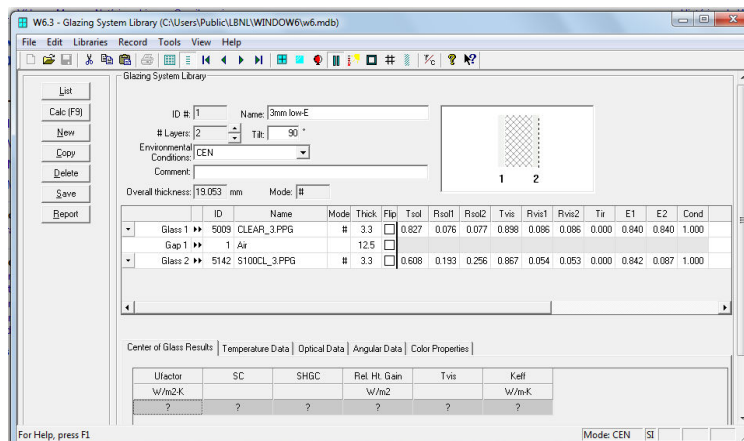 W6.3 - Glazing System Library (C:\Users\Public\LBNL\WINDOW6\w6.mdb)
File Edit Libraries Record Tools View Help
Glazing System Library
List
Calc (F9)
New
Copy
Delete
Save
Report
ID #: 1 Name: 3mm low-E
# Layers: 2 Tilt: 90 °
Environmental
Conditions: CEN
Comment:
Overall thickness: 19.053 mm Mode: #
1 2
ID Name Mode Thick Flip Tsol Rsol1 Rsol2 Tvis Rvis1 Rvis2 Tir E1 E2 Cond
Glass 1 5009 CLEAR_3.PPG # 3.3 0.827 0.076 0.077 0.898 0.086 0.086 0.000 0.840 0.840 1.000
Gap 1 1 Air 12.5
Glass 2 5142 S100CL_3.PPG # 3.3 0.608 0.193 0.256 0.867 0.054 0.053 0.000 0.842 0.087 1.000
Center of Glass Results Temperature Data Optical Data Angular Data Color Properties
Ufactor SC SHGC Rel. Ht. Gain Tvis Keff
W/m2-K W/m2 W/m-K
? ? ? ? ? ?
For Help, press F1 Mode: CEN SI